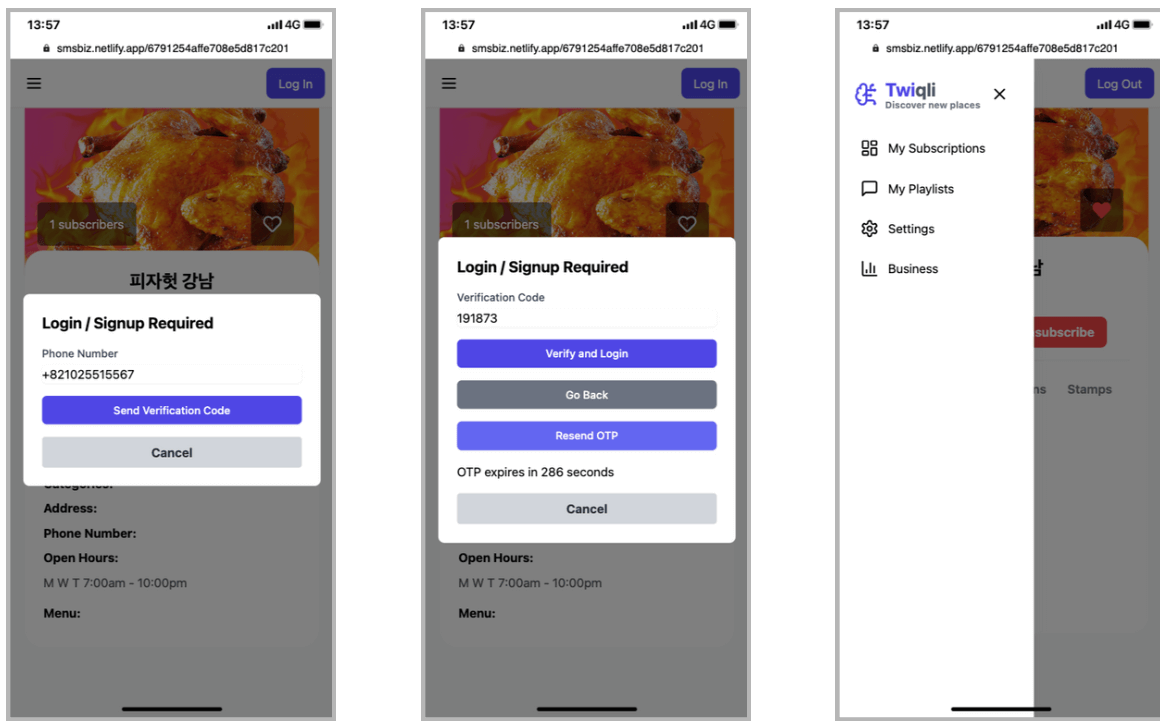 13:57
4G
smsbiz.netlify.app/6791254affe708e5d817c201
Log In
1 subscribers
피자헛 강남
Login / Signup Required
Phone Number
+821025515567
Send Verification Code
Cancel
Categories:
Address:
Phone Number:
Open Hours:
M W T 7:00am - 10:00pm
Menu:
13:57
4G
smsbiz.netlify.app/6791254affe708e5d817c201
Log In
1 subscribers
Login / Signup Required
Verification Code
191873
Verify and Login
Go Back
Resend OTP
OTP expires in 286 seconds
Cancel
Open Hours:
M W T 7:00am - 10:00pm
Menu:
13:57
4G
smsbiz.netlify.app/6791254affe708e5d817c201
Twiqli
Discover new places
Log Out
My Subscriptions
My Playlists
Settings
Business
남
subscribe
ns Stamps